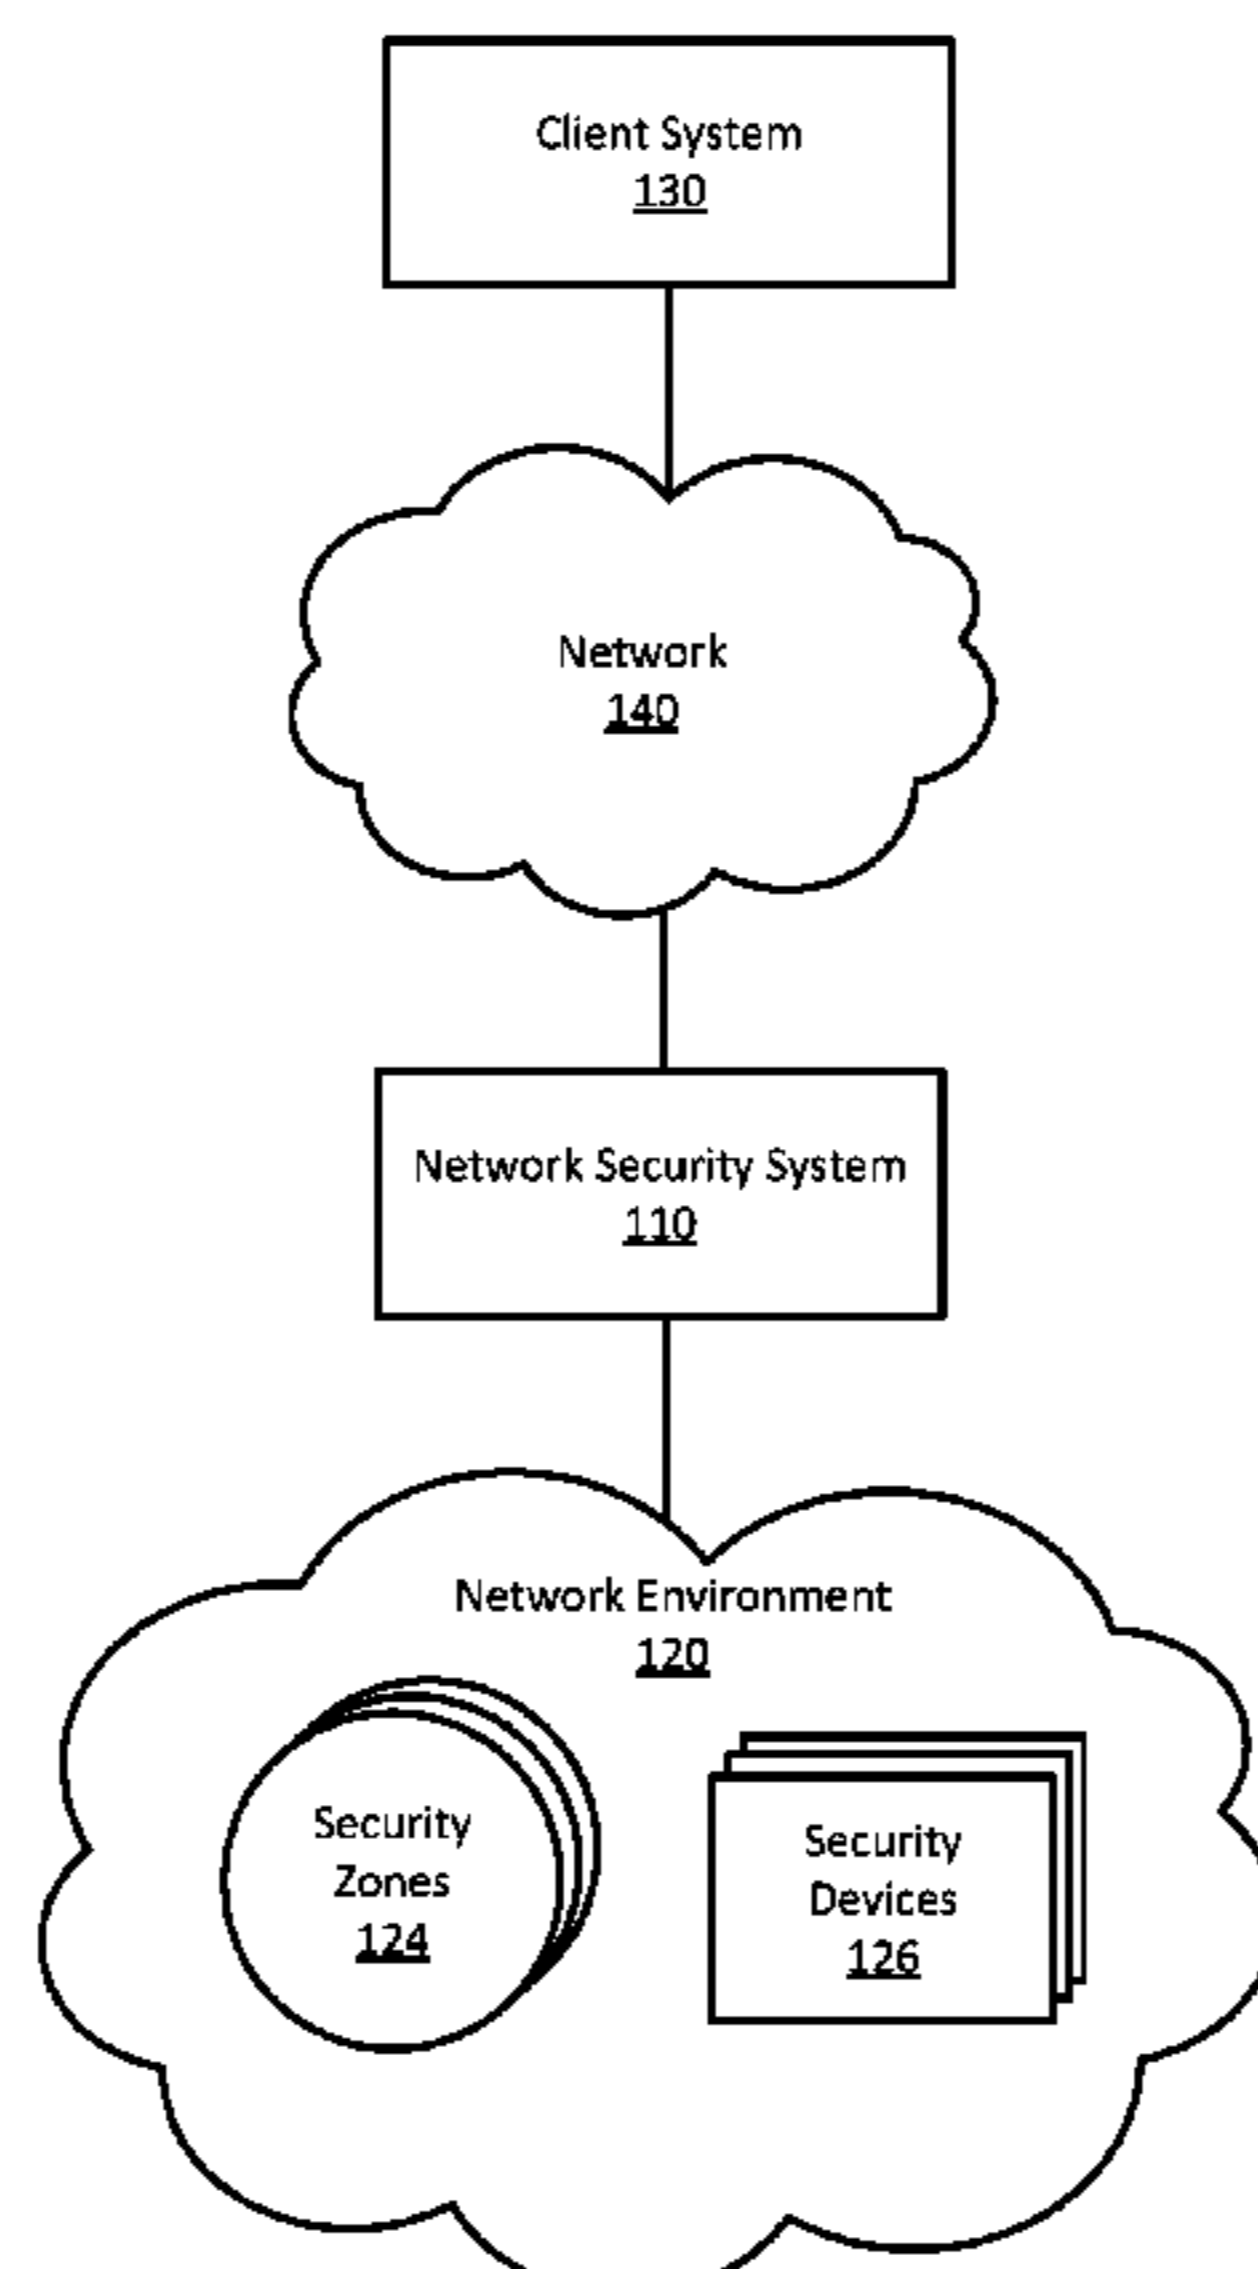 Client System
130
Network
140
Network Security System
110
Network Environment
120
Security
Zones
124
Security
Devices
126